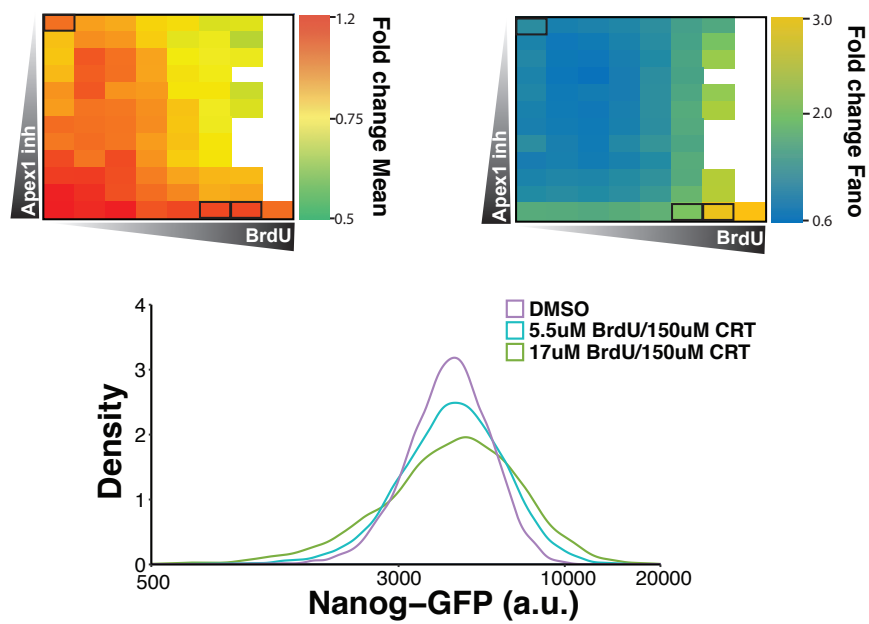 1.2
0.75
0.5
Fold change Mean
Apex1 inh
BrdU
3.0
2.0
0.6
Fold change Fano
Apex1 inh
BrdU
DMSO
5.5uM BrdU/150uM CRT
17uM BrdU/150uM CRT
4
3
2
1
0
Density
500
3000
10000
20000
Nanog–GFP (a.u.)